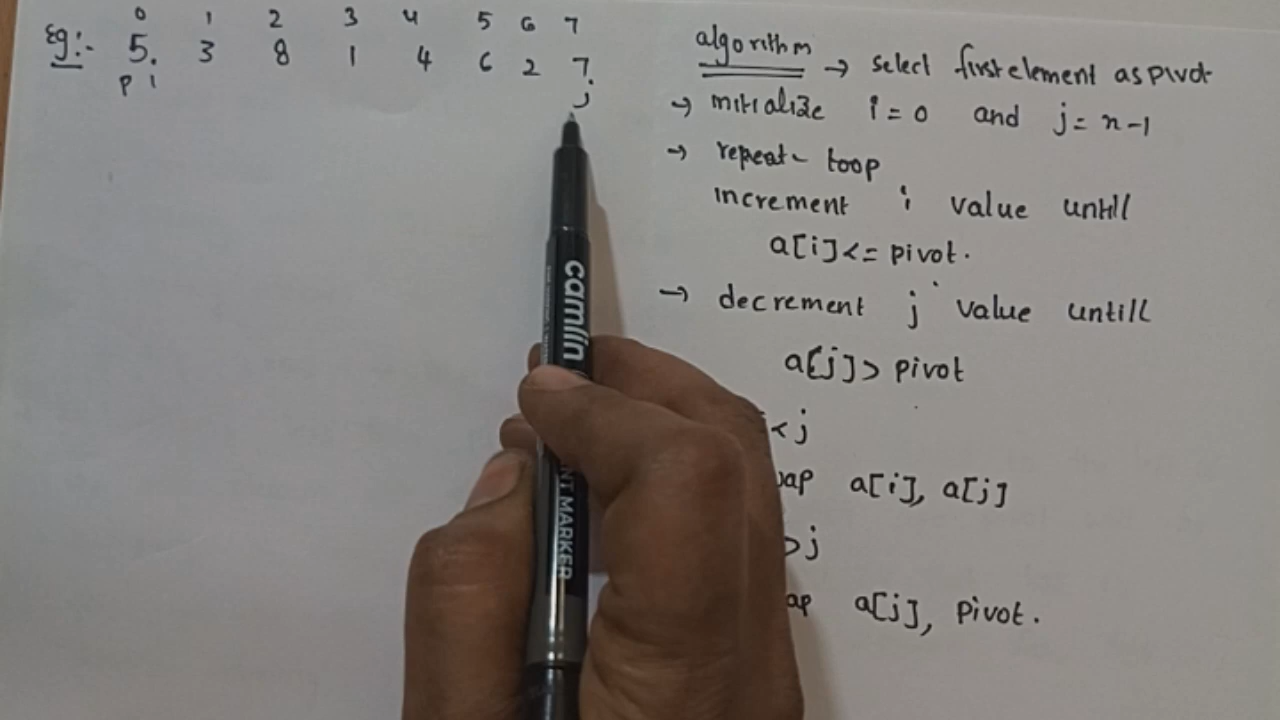 0 1 2 3 4 5 6 7
Eg:- 5. 3 8 1 4 6 2 7.
p i j
algorithm → select first element as pivot
→ initialize i = 0 and j = n-1
→ repeat- loop
increment i value untill
a[i]<= pivot.
→ decrement j value untill
a[j]> pivot
<j
a[i], a[j]
>j
a[j], pivot.
camlin
NT MARKER